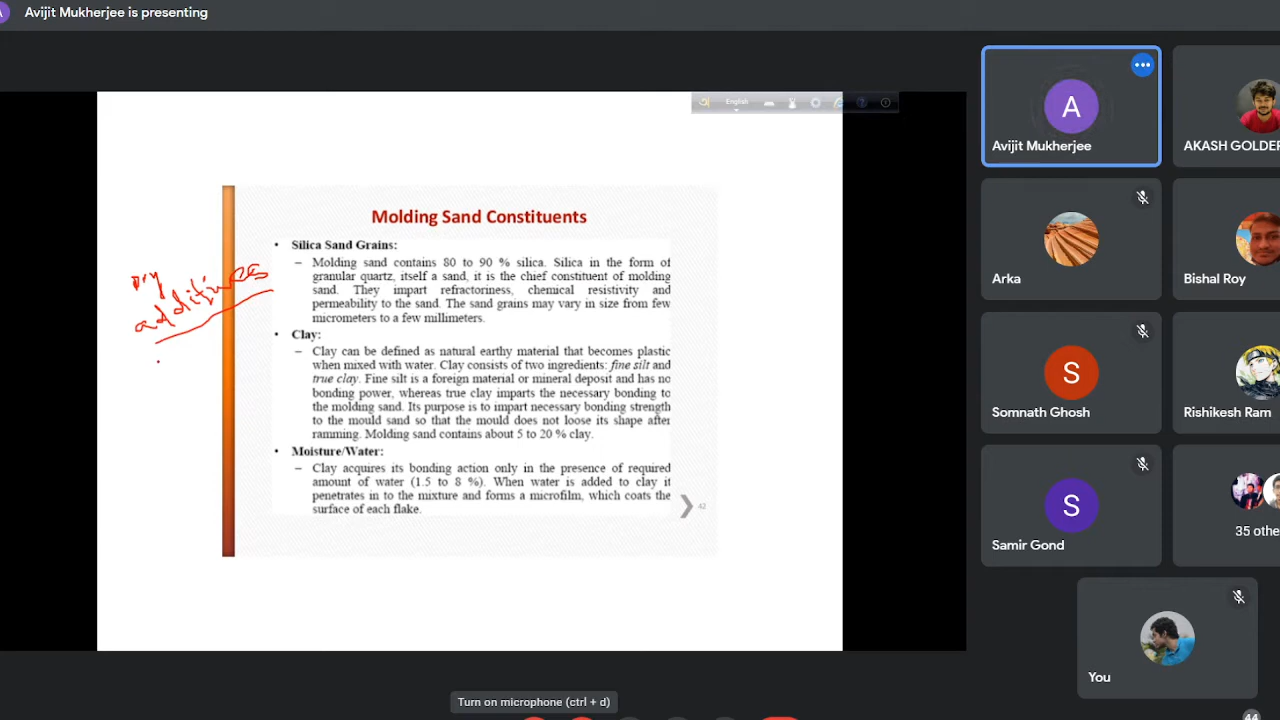 Avijit Mukherjee is presenting
English
Molding Sand Constituents
• Silica Sand Grains:
– Molding sand contains 80 to 90 % silica. Silica in the form of
granular quartz, itself a sand, it is the chief constituent of molding
sand. They impart refractoriness, chemical resistivity and
permeability to the sand. The sand grains may vary in size from few
micrometers to a few millimeters.
• Clay:
– Clay can be defined as natural earthy material that becomes plastic
when mixed with water. Clay consists of two ingredients: fine silt and
true clay. Fine silt is a foreign material or mineral deposit and has no
bonding power, whereas true clay imparts the necessary bonding to
the molding sand. Its purpose is to impart necessary bonding strength
to the mould sand so that the mould does not loose its shape after
ramming. Molding sand contains about 5 to 20 % clay.
• Moisture/Water:
– Clay acquires its bonding action only in the presence of required
amount of water (1.5 to 8 %). When water is added to clay it
penetrates in to the mixture and forms a microfilm, which coats the
surface of each flake.
42
additives
A
Avijit Mukherjee
AKASH GOLDER
Arka
Bishal Roy
S
Somnath Ghosh
Rishikesh Ram
S
Samir Gond
35 othe
You
Turn on microphone (ctrl + d)
44